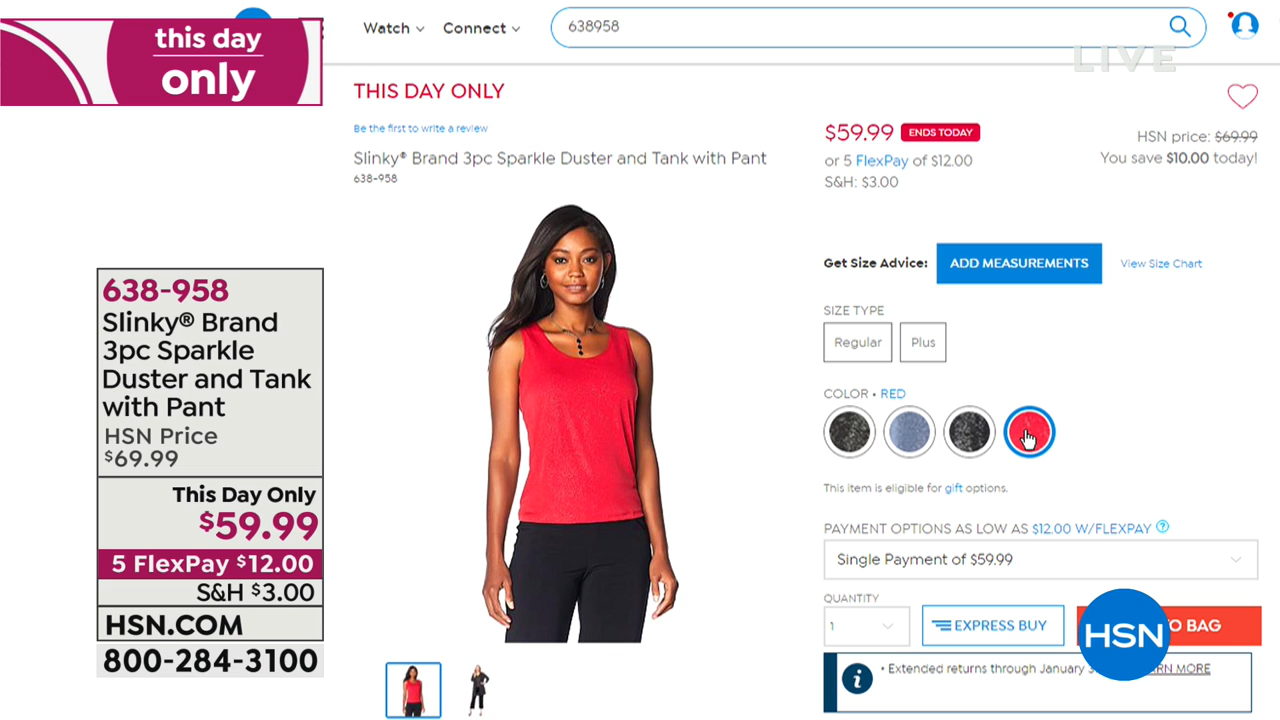 this day
only
Watch
Connect
638958
LIVE
THIS DAY ONLY
Be the first to write a review
Slinky® Brand 3pc Sparkle Duster and Tank with Pant
638-958
$59.99 ENDS TODAY
or 5 FlexPay of $12.00
S&H: $3.00
HSN price: $69.99
You save $10.00 today!
Get Size Advice: ADD MEASUREMENTS View Size Chart
SIZE TYPE
Regular Plus
COLOR • RED
This item is eligible for gift options.
PAYMENT OPTIONS AS LOW AS $12.00 W/FLEXPAY ?
Single Payment of $59.99
QUANTITY
1
EXPRESS BUY
TO BAG
HSN
i
• Extended returns through January
LEARN MORE
638-958
Slinky® Brand
3pc Sparkle
Duster and Tank
with Pant
HSN Price
$69.99
This Day Only
$59.99
5 FlexPay $12.00
S&H $3.00
HSN.COM
800-284-3100